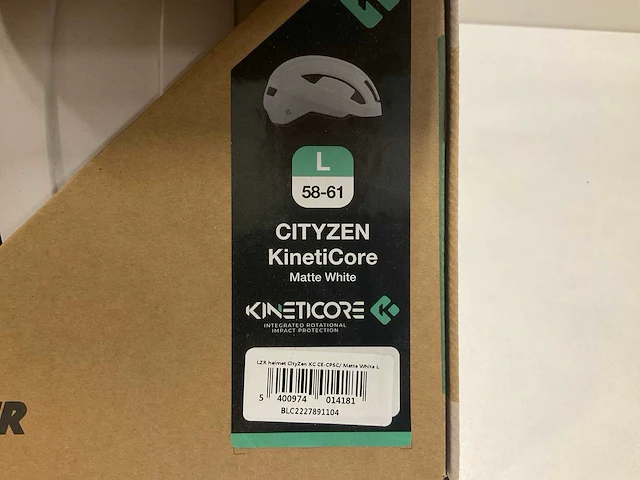 L
58-61
CITYZEN
KinetiCore
Matte White
KINETICORE
INTEGRATED ROTATIONAL
IMPACT PROTECTION
LZR helmet CityZen KC CE-CPSC/ Matte White L
5 400974 014181
BLC2227891104